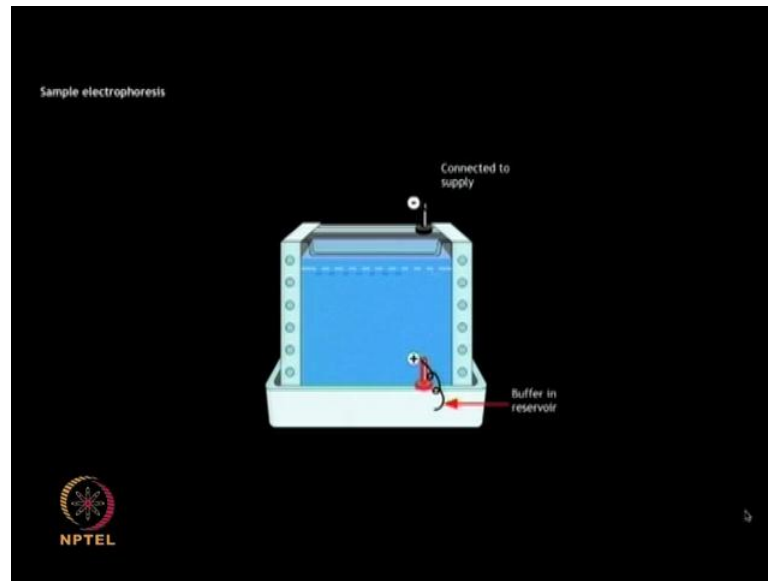 Sample electrophoresis
Connected to
supply
-
+
Buffer in
reservoir
NPTEL